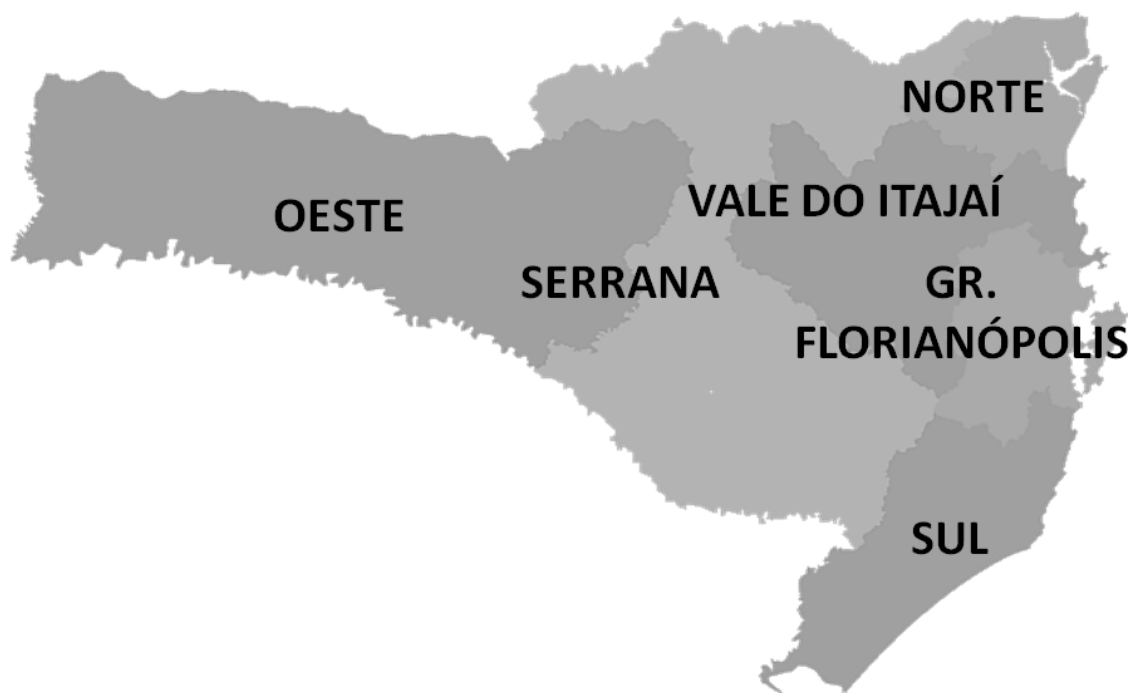 NORTE
VALE DO ITAJAÍ
OESTE
SERRANA
GR.
FLORIANÓPOLIS
SUL